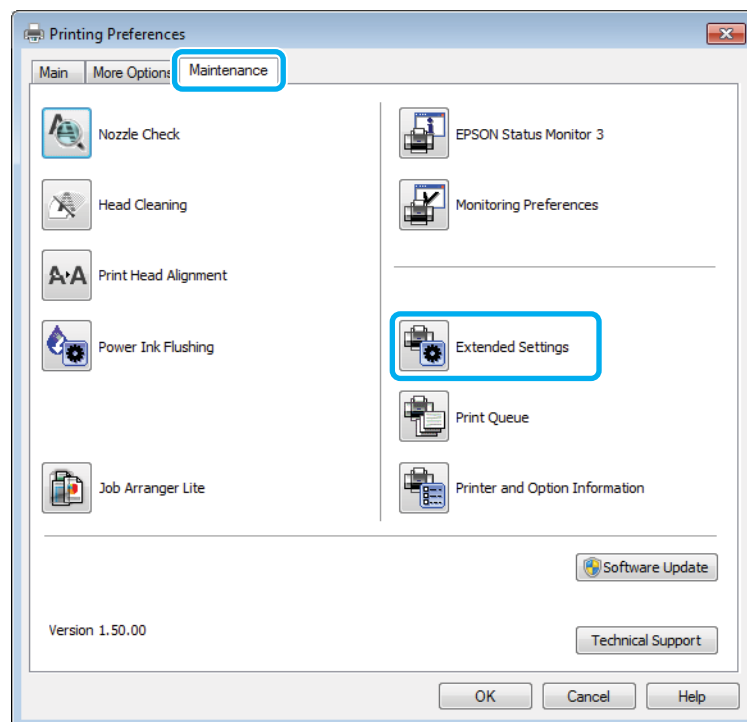 Printing Preferences
Main
More Options
Maintenance
Nozzle Check
EPSON Status Monitor 3
Head Cleaning
Monitoring Preferences
A A Print Head Alignment
Power Ink Flushing
Extended Settings
Print Queue
Job Arranger Lite
Printer and Option Information
Software Update
Version 1.50.00
Technical Support
OK
Cancel
Help